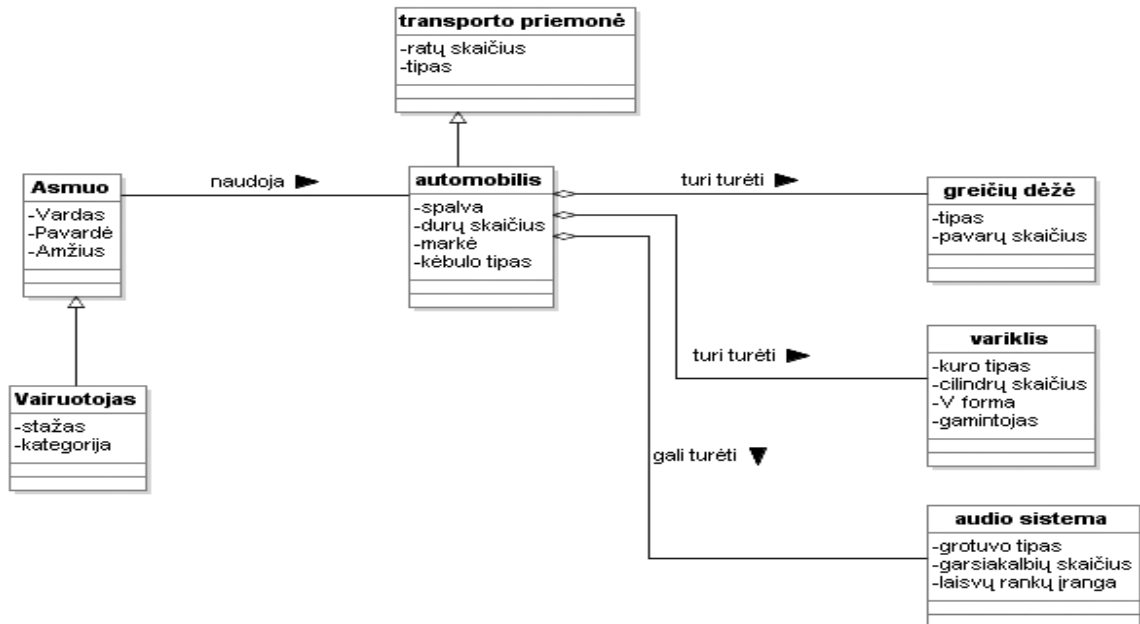 transporto priemonė
-ratų skaičius
-tipas
Asmuo
-Vardas
-Pavardė
-Amžius
naudoja
automobilis
-spalva
-durų skaičius
-markė
-kėbulo tipas
turi turėti
greičių dėžė
-tipas
-pavarų skaičius
turi turėti
variklis
-kuro tipas
-cilindrų skaičius
-V forma
-gamintojas
Vairuotojas
-stažas
-kategorija
gali turėti
audio sistema
-grotuvo tipas
-garsiakalbių skaičius
-laisvų rankų įranga